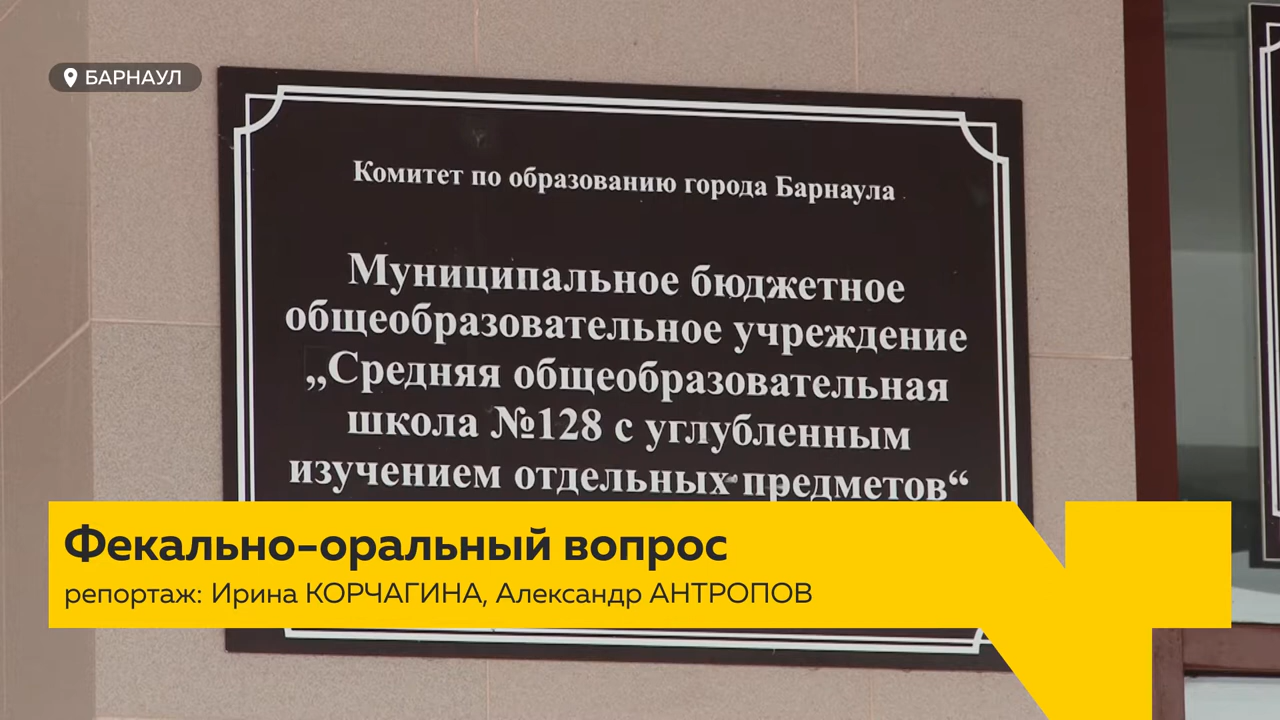 БАРНАУЛ
Комитет по образованию города Барнаула
Муниципальное бюджетное
общеобразовательное учреждение
„Средняя общеобразовательная
школа №128 с углубленным
изучением отдельных предметов“
Фекально-оральный вопрос
репортаж: Ирина КОРЧАГИНА, Александр АНТРОПОВ